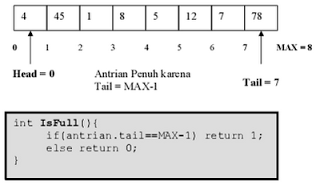 4 45 1 8 5 12 7 78
0 1 2 3 4 5 6 7 MAX = 8
Head = 0
Antrian Penuh karena
Tail = MAX-1
Tail = 7
int IsFull(){
if(antrian.tail==MAX-1) return 1;
else return 0;
}